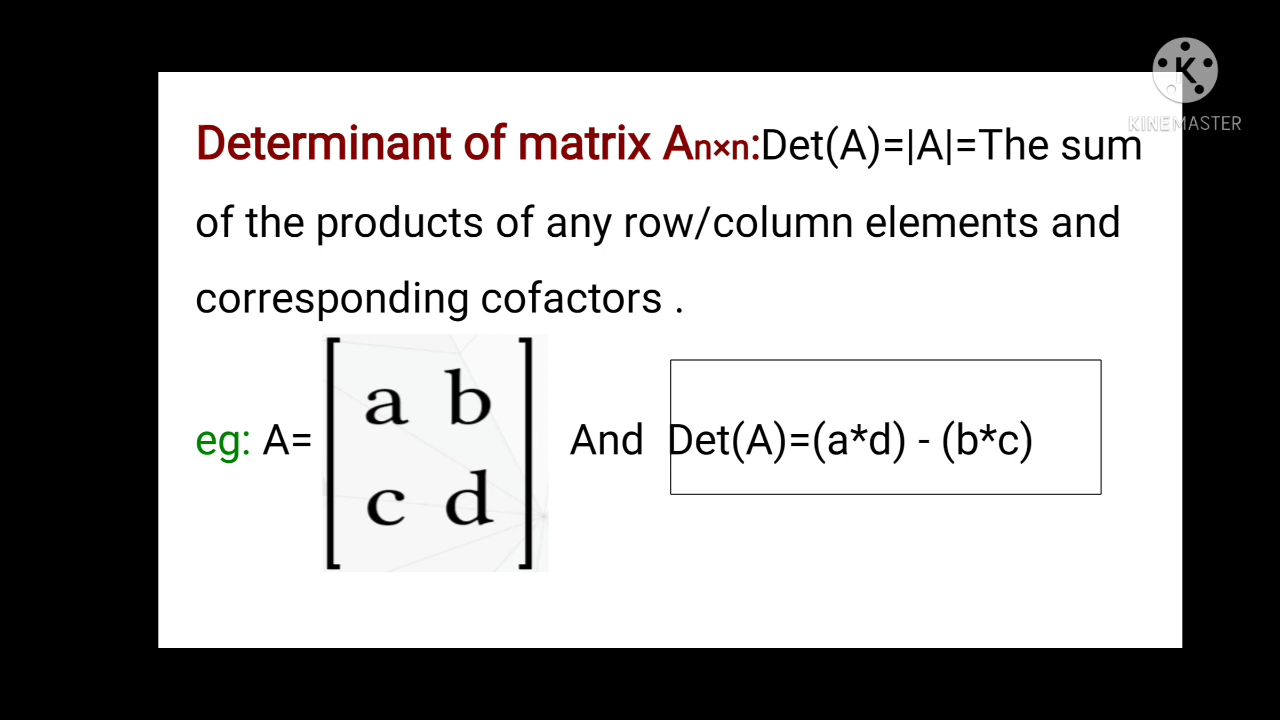 KINEMASTER
Determinant of matrix An×n:Det(A)=|A|=The sum
of the products of any row/column elements and
corresponding cofactors .
a b
eg: A= And Det(A)=(a*d) - (b*c)
c d